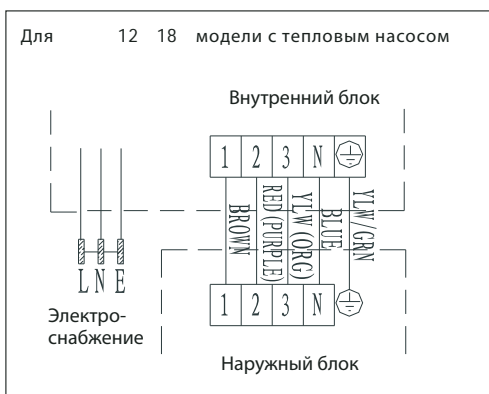 Для 12 18 модели с тепловым насосом
Внутренний блок
1 2 3 N
BROWN
RED(PURPLE)
YLW(ORG)
BLUE
YLW/GRN
L N E
1 2 3 N
Электро-
снабжение
Наружный блок